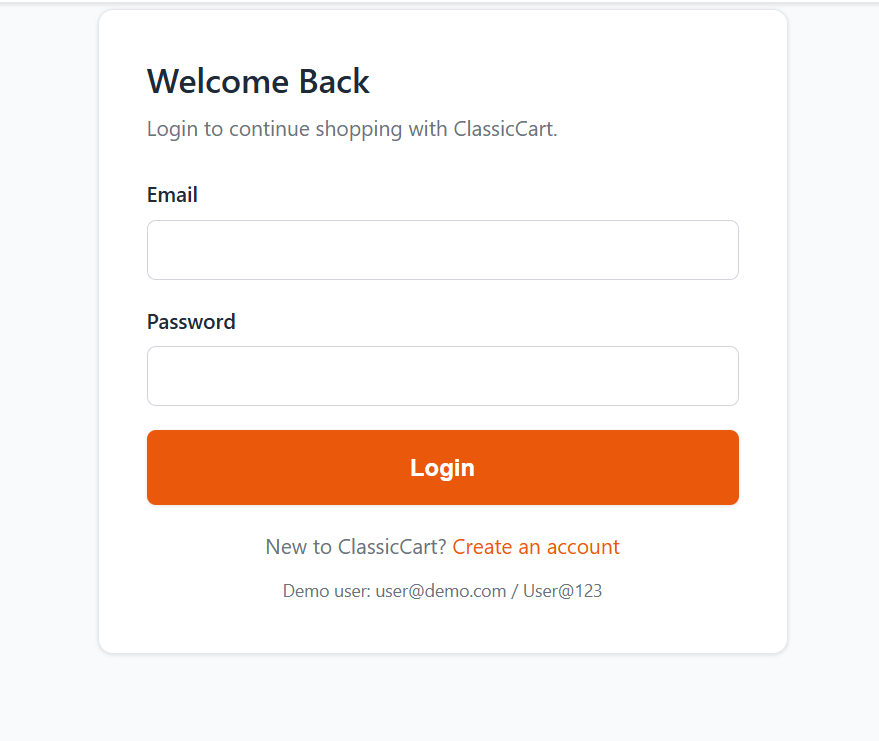 Welcome Back
Login to continue shopping with ClassicCart.
Email
Password
Login
New to ClassicCart? Create an account
Demo user: user@demo.com / User@123